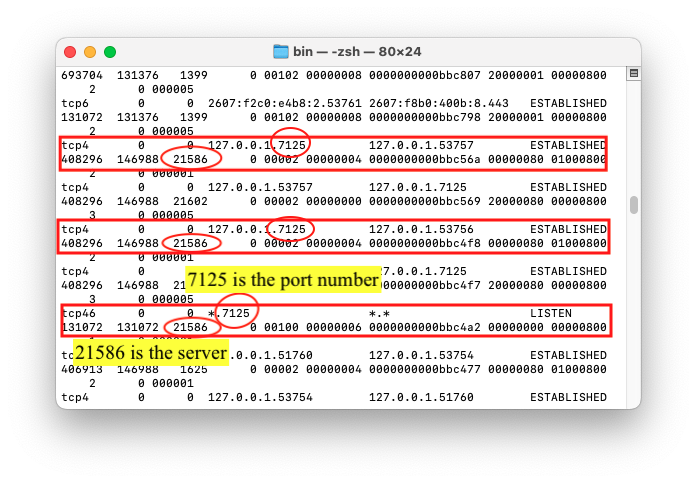 bin — -zsh — 80×24
693704 131376 1399 0 00102 00000008 0000000000bbc807 20000001 00000800
2 0 000005
tcp6 0 0 2607:f2c0:e4b8:2.53761 2607:f8b0:400b:8.443 ESTABLISHED
131072 131376 1399 0 00102 00000008 0000000000bbc798 20000001 00000800
2 0 000005
tcp4 0 0 127.0.0.1.7125 127.0.0.1.53757 ESTABLISHED
408296 146988 21586 0 00002 00000004 0000000000bbc56a 00000080 01000800
2 0 000001
tcp4 0 0 127.0.0.1.53757 127.0.0.1.7125 ESTABLISHED
408296 146988 21602 0 00002 00000000 0000000000bbc569 00000080 00000800
3 0 000005
tcp4 0 0 127.0.0.1.7125 127.0.0.1.53756 ESTABLISHED
408296 146988 21586 0 00002 00000004 0000000000bbc4f8 00000080 01000800
2 0 000001
tcp4 0 7.0.0.1.7125 ESTABLISHED
7125 is the port number
408296 146988 0000000000bbc4f7 00000080 00000800
3 0 000005
tcp46 0 0 *.7125 *.* LISTEN
131072 131072 21586 0 00100 00000006 0000000000bbc4a2 00000000 00000800
21586 is the server
.1.51760 127.0.0.1.53754 ESTABLISHED
406913 146988 1625 0 00002 00000004 0000000000bbc477 00000080 00000800
2 0 000001
tcp4 0 0 127.0.0.1.53754 127.0.0.1.51760 ESTABLISHED